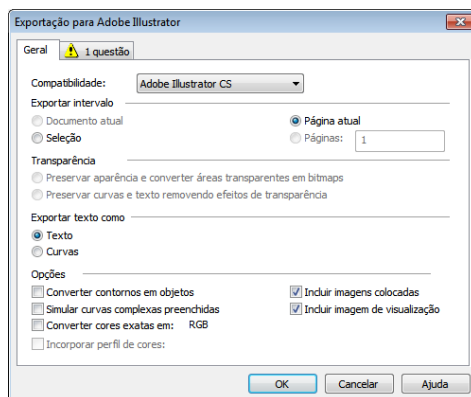 Exportação para Adobe Illustrator
Geral
1 questão
Compatibilidade: Adobe Illustrator CS
Exportar intervalo
Documento atual Página atual
Seleção Páginas: 1
Transparência
Preservar aparência e converter áreas transparentes em bitmaps
Preservar curvas e texto removendo efeitos de transparência
Exportar texto como
Texto
Curvas
Opções
Converter contornos em objetos Incluir imagens colocadas
Simular curvas complexas preenchidas Incluir imagem de visualização
Converter cores exatas em: RGB
Incorporar perfil de cores:
OK Cancelar Ajuda